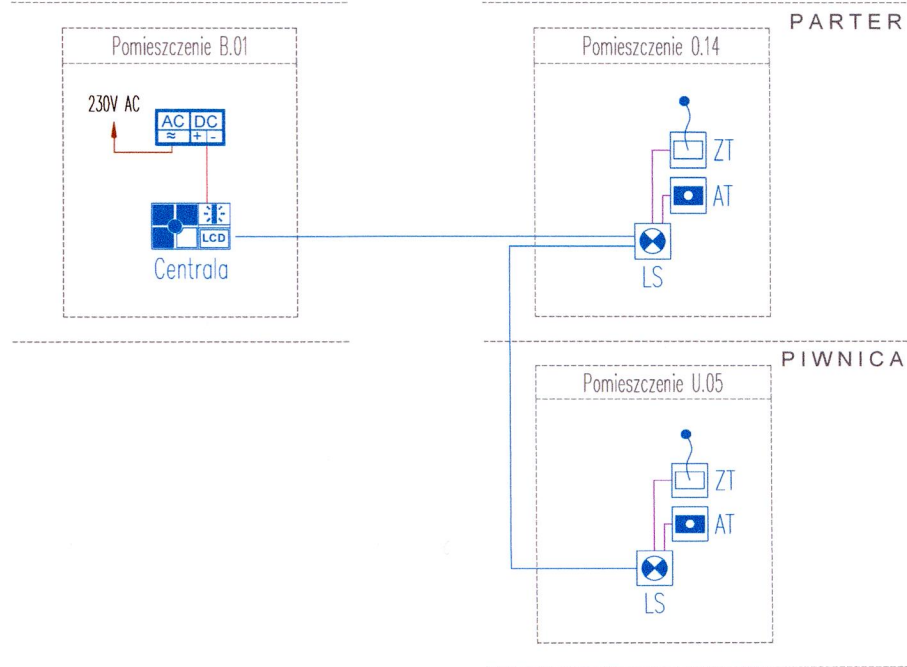 PARTER
Pomieszczenie B.01
Pomieszczenie 0.14
230V AC
AC DC
≈ + -
ZT
AT
LCD
Centrala
LS
PIWNICA
Pomieszczenie U.05
ZT
AT
LS